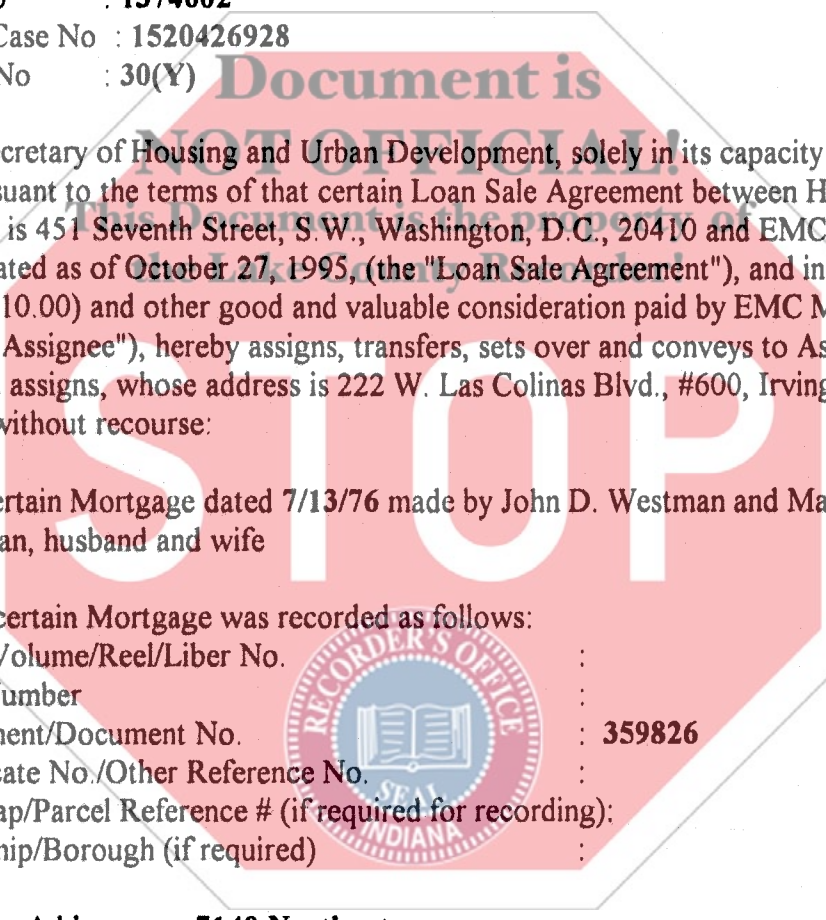 : 1574602
Case No : 1520426928
No : 30(Y)
Document is
NOT OFFICIAL!
cretary of Housing and Urban Development, solely in its capacity
suant to the terms of that certain Loan Sale Agreement between H
This Document is the property of
is 451 Seventh Street, S.W., Washington, D.C., 20410 and EMC
the Lake County Recorder!
ated as of October 27, 1995, (the "Loan Sale Agreement"), and in
10.00) and other good and valuable consideration paid by EMC M
Assignee"), hereby assigns, transfers, sets over and conveys to As
assigns, whose address is 222 W. Las Colinas Blvd., #600, Irving
without recourse:
STOP
ertain Mortgage dated 7/13/76 made by John D. Westman and Ma
an, husband and wife
certain Mortgage was recorded as follows:
Volume/Reel/Liber No. :
umber :
ment/Document No. : 359826
cate No./Other Reference No. :
ap/Parcel Reference # (if required for recording):
hip/Borough (if required) :
RECORDER'S OFFICE
SEAL
INDIANA